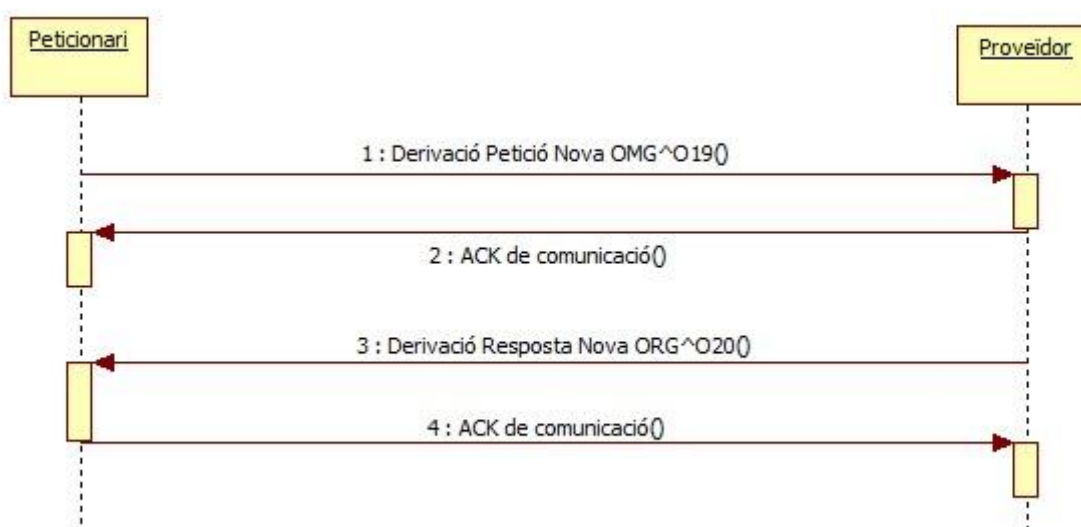 Peticionari
Proveïdor
1 : Derivació Petició Nova OMG^O19()
2 : ACK de comunicació()
3 : Derivació Resposta Nova ORG^O20()
4 : ACK de comunicació()